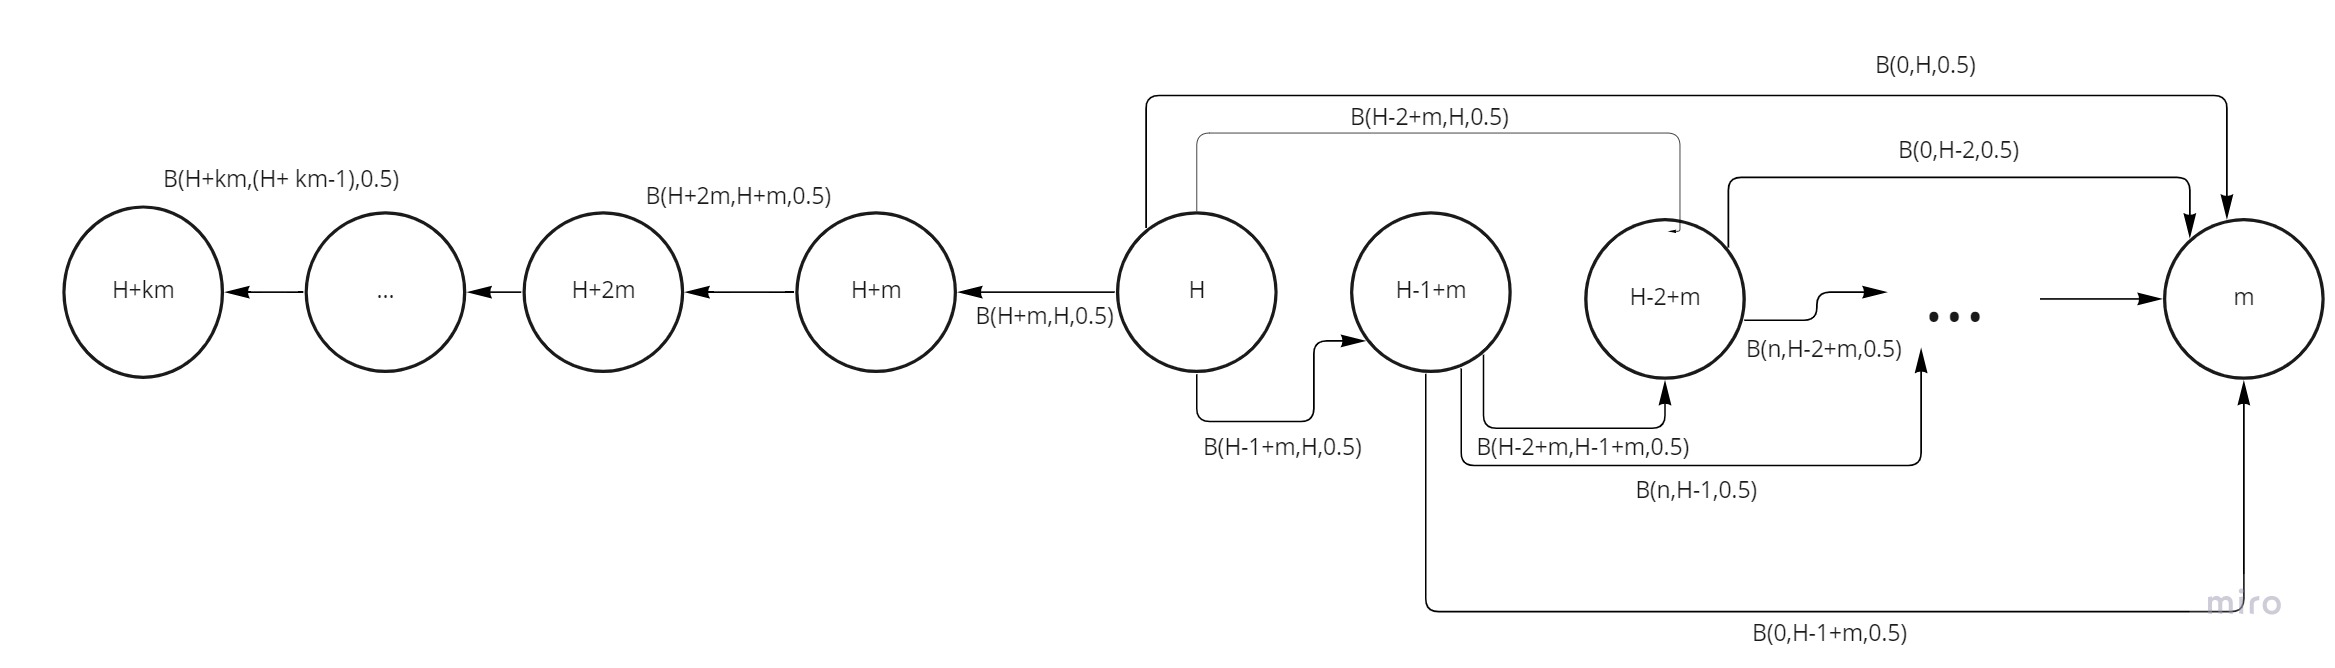 B(0,H,0.5)
B(H-2+m,H,0.5)
B(0,H-2,0.5)
B(H+km,(H+ km-1),0.5)
B(H+2m,H+m,0.5)
H+km
...
H+2m
H+m
H
H-1+m
H-2+m
m
B(H+m,H,0.5)
B(n,H-2+m,0.5)
B(H-1+m,H,0.5)
B(H-2+m,H-1+m,0.5)
B(n,H-1,0.5)
miro
B(0,H-1+m,0.5)